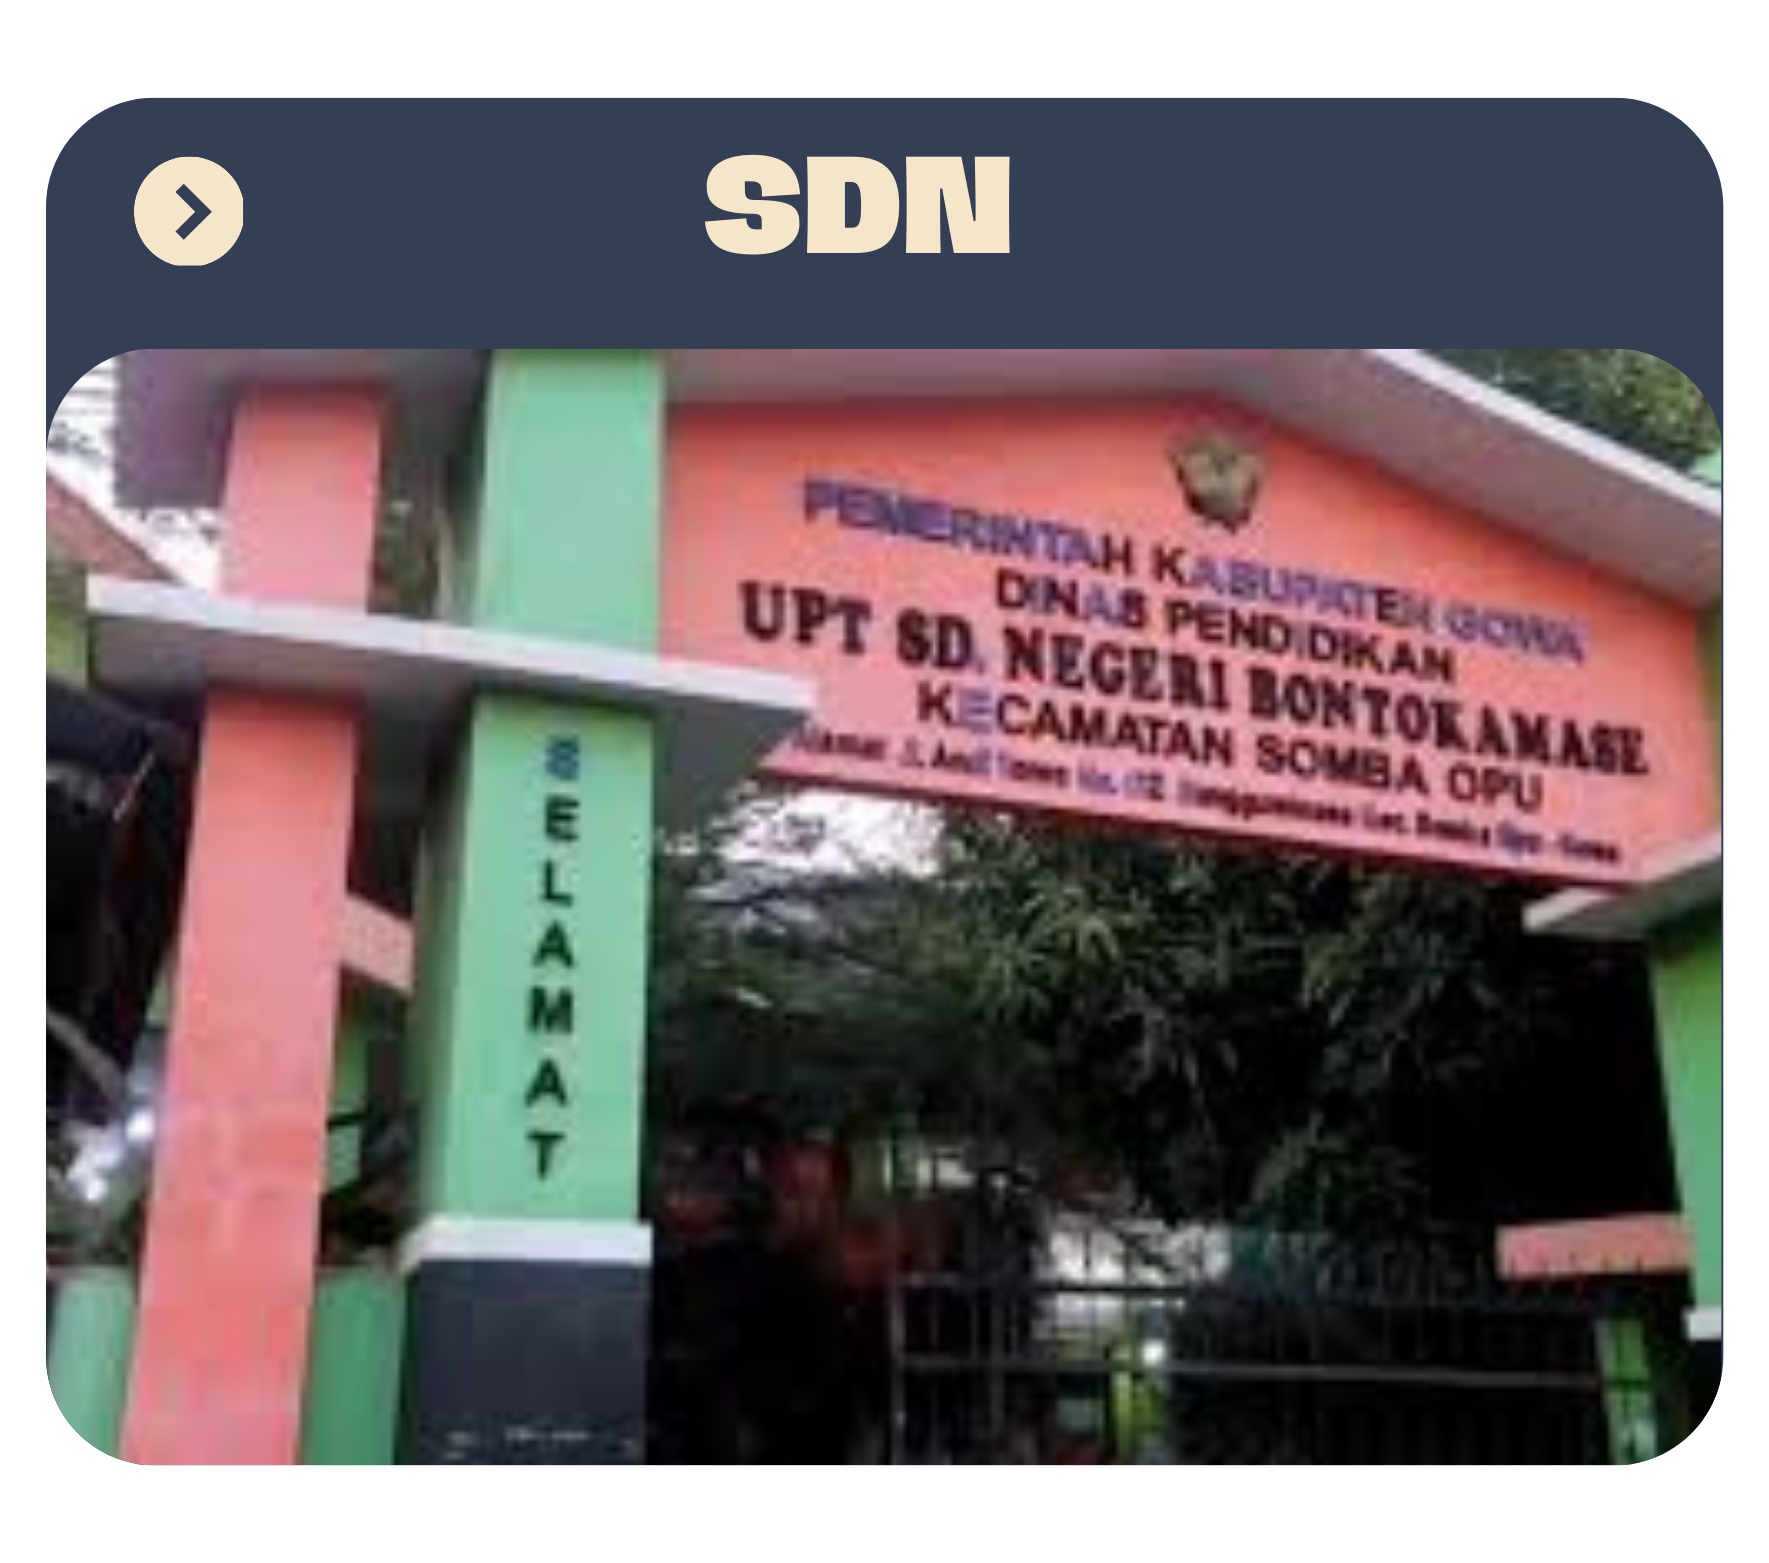 SDN
PEMERINTAH KABUPATEN GOWA
DINAS PENDIDIKAN
UPT SD. NEGERI BONTOKAMASE
KECAMATAN SOMBA OPU
SELAMAT